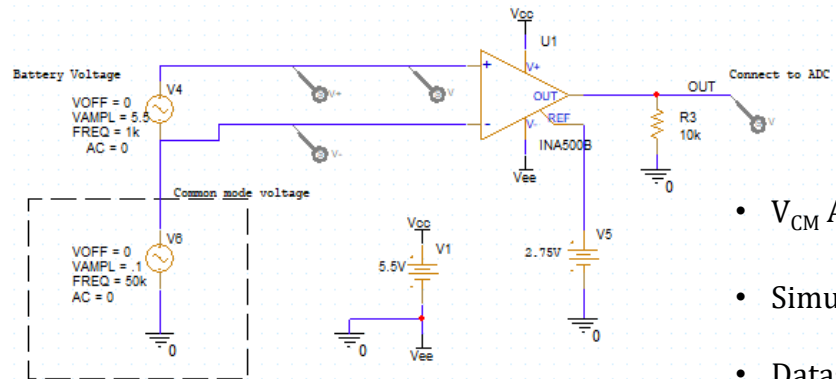 Vcc
U1
Battery Voltage
V4
VOFF = 0
VAMPL = 5.5
FREQ = 1k
AC = 0
V+
V
V-
+
-
V+
OUT
REF
V-
INA500B
Vee
OUT
Connect to ADC
V
R3
10k
0
Common mode voltage
V6
VOFF = 0
VAMPL = .1
FREQ = 50k
AC = 0
0
Vcc
V1
5.5V
0
Vee
2.75V
V5
0
• VCM A
• Simu
• Data